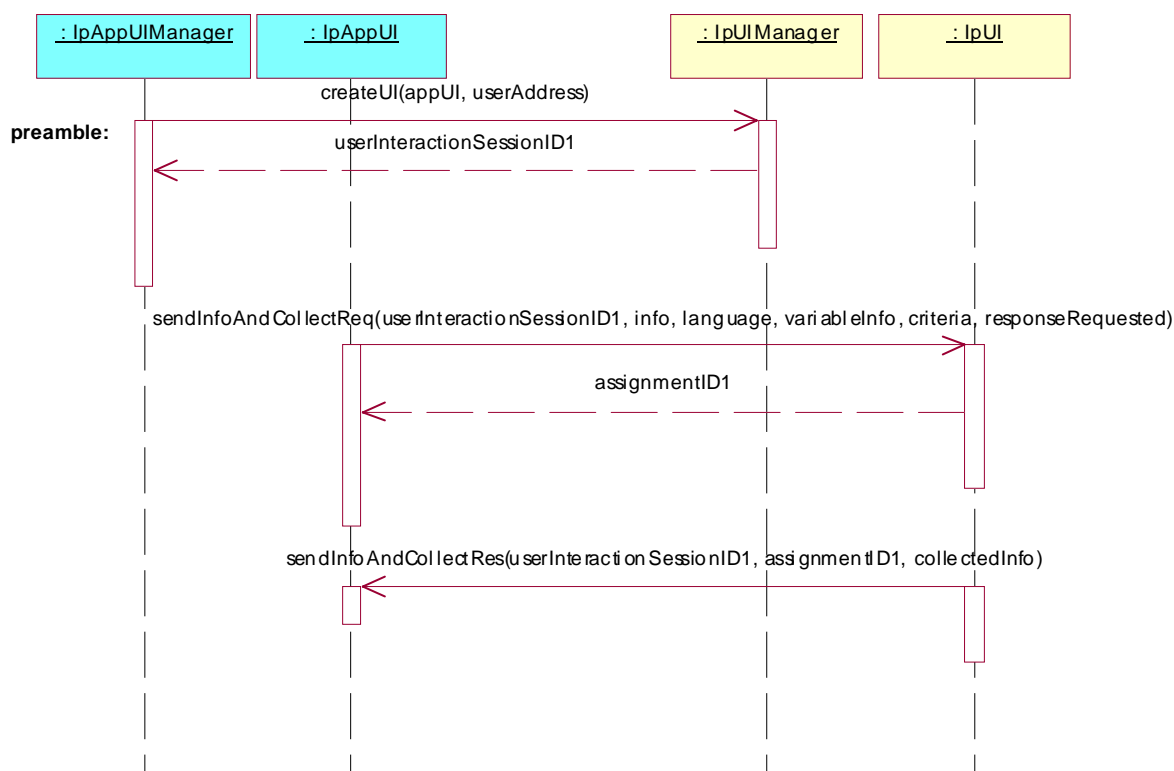 : IpAppUIManager
: IpAppUI
: IpUIManager
: IpUI
createUI(appUI, userAddress)
preamble:
userInteractionSessionID1
sendInfoAndCollectReq(userInteractionSessionID1, info, language, variableInfo, criteria, responseRequested)
assignmentID1
sendInfoAndCollectRes(userInteractionSessionID1, assignmentID1, collectedInfo)